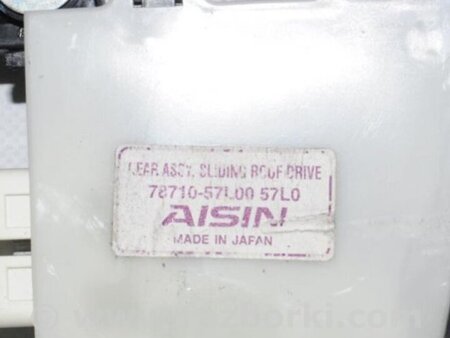 GEAR ASSY, SLIDING ROOF DRIVE
78710-57L00 57L0
AISIN
MADE IN JAPAN